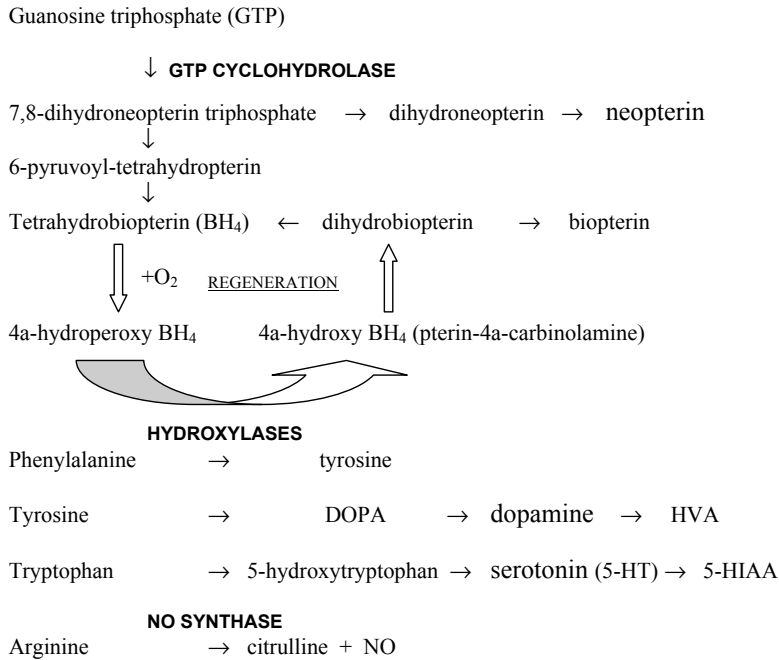 Guanosine triphosphate (GTP)
↓ GTP CYCLOHYDROLASE
7,8-dihydroneopterin triphosphate → dihydroneopterin → neopterin
↓
6-pyruvoyl-tetrahydropterin
↓
Tetrahydrobiopterin (BH₄) ← dihydrobiopterin → biopterin
+O₂ REGENERATION
4a-hydroperoxy BH₄ 4a-hydroxy BH₄ (pterin-4a-carbinolamine)
HYDROXYLASES
Phenylalanine → tyrosine
Tyrosine → DOPA → dopamine → HVA
Tryptophan → 5-hydroxytryptophan → serotonin (5-HT) → 5-HIAA
NO SYNTHASE
Arginine → citrulline + NO